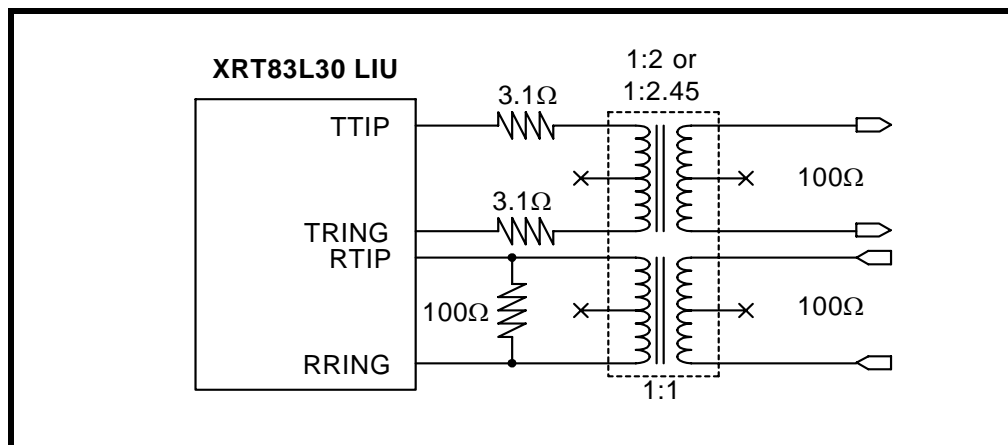 XRT83L30 LIU
1:2 or
1:2.45
3.1Ω
TTIP
100Ω
3.1Ω
TRING
RTIP
100Ω
100Ω
RRING
1:1